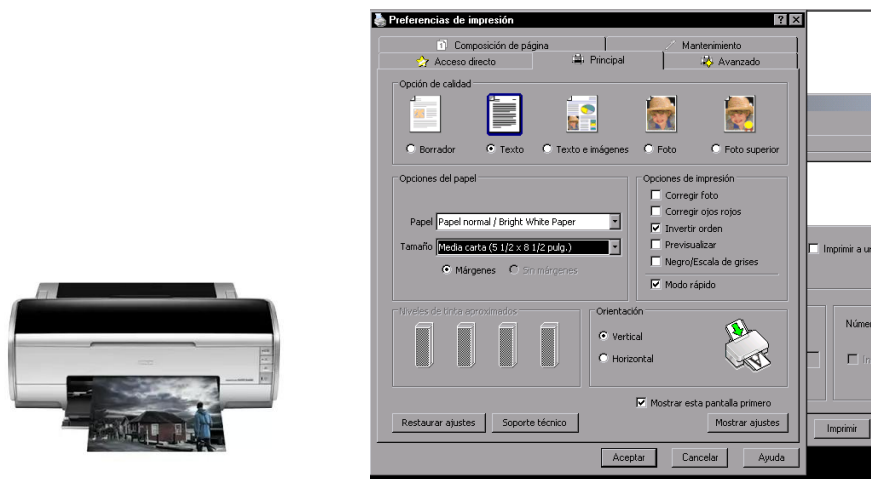 Preferencias de impresión
Composición de página
Mantenimiento
Acceso directo
Principal
Avanzado
Opción de calidad
Borrador
Texto
Texto e imágenes
Foto
Foto superior
Opciones del papel
Papel Papel normal / Bright White Paper
Tamaño Media carta (5 1/2 x 8 1/2 pulg.)
Márgenes
Sin márgenes
Opciones de impresión
Corregir foto
Corregir ojos rojos
Invertir orden
Previsualizar
Negro/Escala de grises
Modo rápido
Niveles de tinta aproximados
Orientación
Vertical
Horizontal
Mostrar esta pantalla primero
Restaurar ajustes
Soporte técnico
Mostrar ajustes
Aceptar
Cancelar
Ayuda
Imprimir a
Imprimir